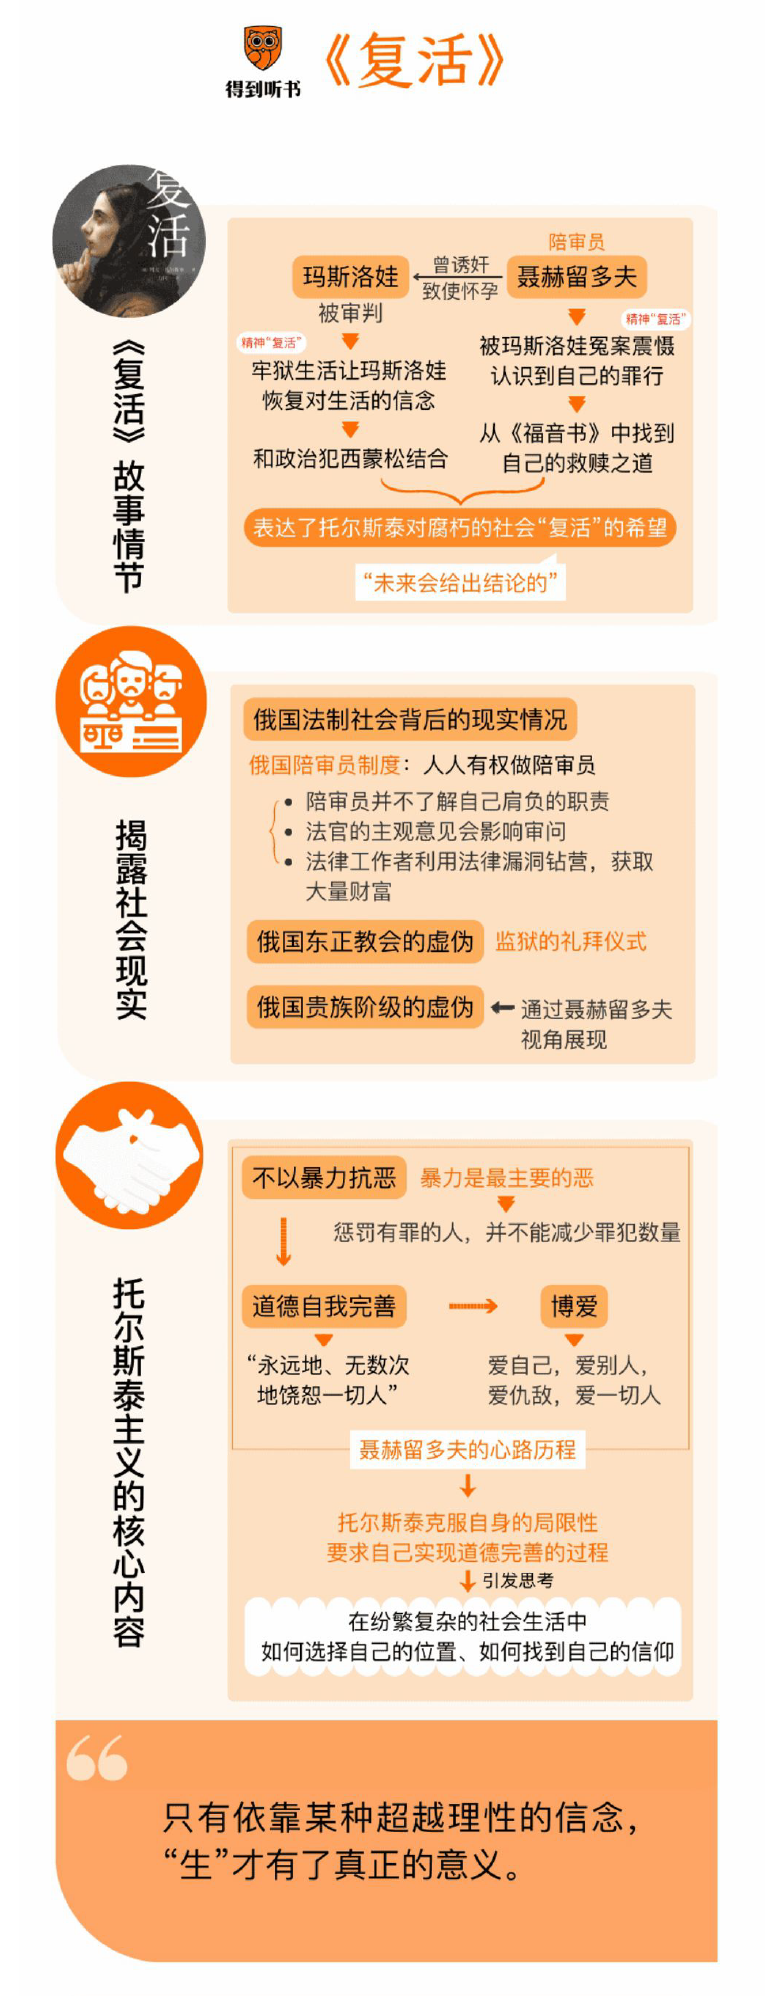 得到听书
《复活》
复活
《复活》故事情节
陪审员
玛斯洛娃
曾诱奸
致使怀孕
聂赫留多夫
被审判
精神“复活”
牢狱生活让玛斯洛娃
恢复对生活的信念
和政治犯西蒙松结合
精神“复活”
被玛斯洛娃冤案震慑
认识到自己的罪行
从《福音书》中找到
自己的救赎之道
表达了托尔斯泰对腐朽的社会“复活”的希望
“未来会给出结论的”
揭露社会现实
俄国法制社会背后的现实情况
俄国陪审员制度：人人有权做陪审员
• 陪审员并不了解自己肩负的职责
• 法官的主观意见会影响审问
• 法律工作者利用法律漏洞钻营，获取
大量财富
俄国东正教会的虚伪 监狱的礼拜仪式
俄国贵族阶级的虚伪
通过聂赫留多夫
视角展现
托尔斯泰主义的核心内容
不以暴力抗恶 暴力是最主要的恶
惩罚有罪的人，并不能减少罪犯数量
道德自我完善
博爱
“永远地、无数次
地饶恕一切人”
爱自己，爱别人，
爱仇敌，爱一切人
聂赫留多夫的心路历程
托尔斯泰克服自身的局限性
要求自己实现道德完善的过程
引发思考
在纷繁复杂的社会生活中
如何选择自己的位置、如何找到自己的信仰
“
只有依靠某种超越理性的信念，
“生”才有了真正的意义。